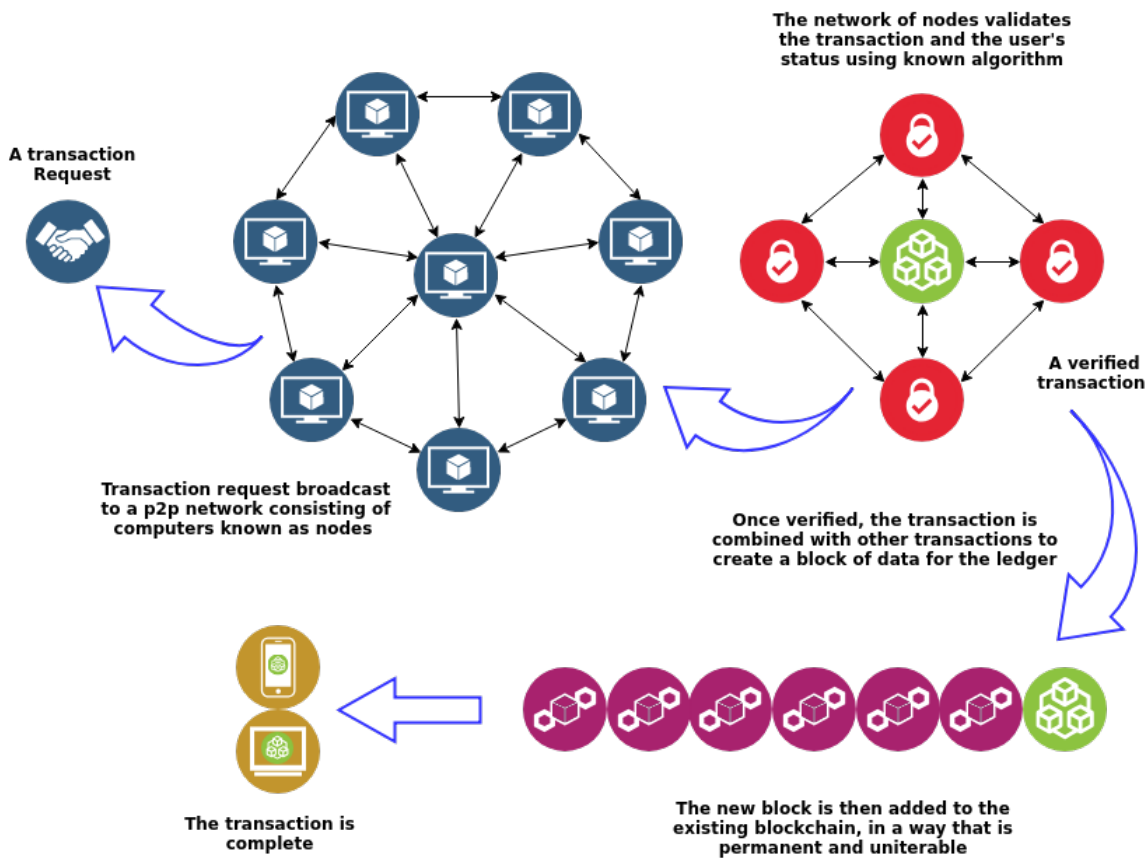 A transaction
Request
Transaction request broadcast
to a p2p network consisting of
computers known as nodes
The network of nodes validates
the transaction and the user's
status using known algorithm
A verified
transaction
Once verified, the transaction is
combined with other transactions to
create a block of data for the ledger
The new block is then added to the
existing blockchain, in a way that is
permanent and uniterable
The transaction is
complete